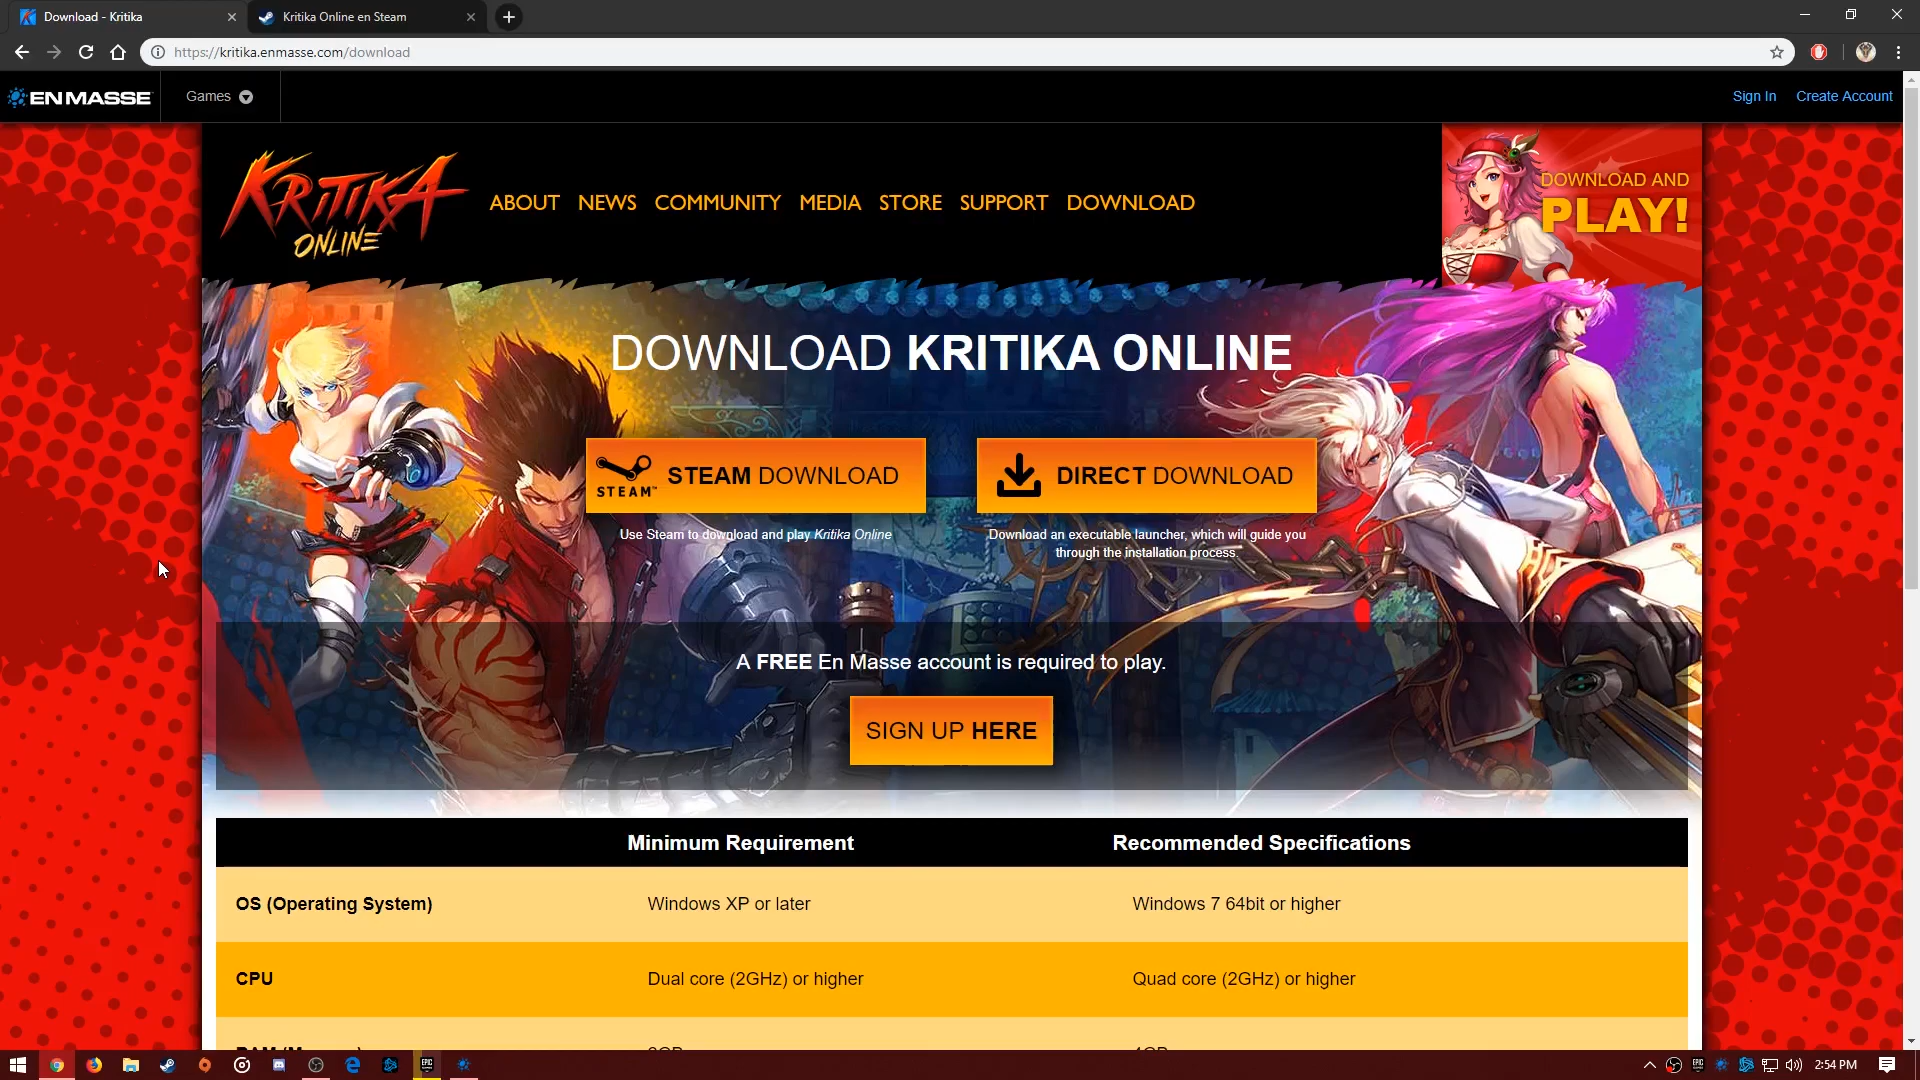 Download - Kritika
Kritika Online en Steam
https://kritika.enmasse.com/download
EN MASSE
Games
Sign In
Create Account
KRITIKA
ONLINE
ABOUT NEWS COMMUNITY MEDIA STORE SUPPORT DOWNLOAD
DOWNLOAD AND
PLAY!
DOWNLOAD KRITIKA ONLINE
STEAM™
STEAM DOWNLOAD
DIRECT DOWNLOAD
Use Steam to download and play Kritika Online
Download an executable launcher, which will guide you
through the installation process.
A FREE En Masse account is required to play.
SIGN UP HERE
Minimum Requirement Recommended Specifications
OS (Operating System) Windows XP or later Windows 7 64bit or higher
CPU Dual core (2GHz) or higher Quad core (2GHz) or higher
2:54 PM